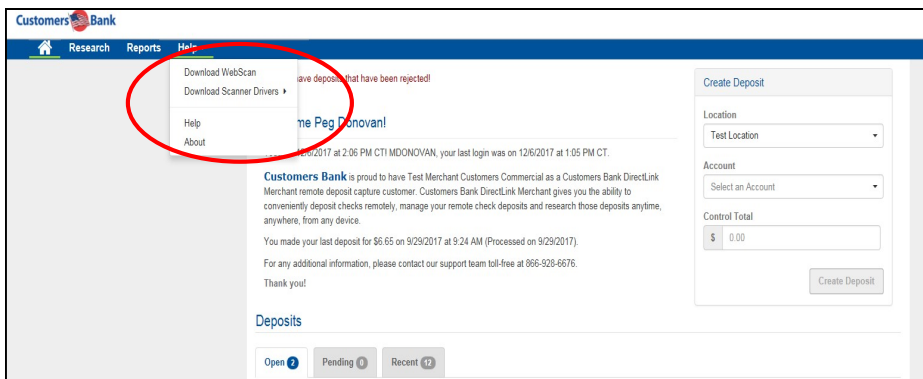 Customers Bank
Research Reports Help
Download WebScan
Download Scanner Drivers
Help
About
have deposits that have been rejected!
me Peg Donovan!
at 2:06 PM CT! MDONOVAN, your last login was on 12/6/2017 at 1:05 PM CT.
Customers Bank is proud to have Test Merchant Customers Commercial as a Customers Bank DirectLink
Merchant remote deposit capture customer. Customers Bank DirectLink Merchant gives you the ability to
conveniently deposit checks remotely, manage your remote check deposits and research those deposits anytime,
anywhere, from any device.
You made your last deposit for $6.65 on 9/29/2017 at 9:24 AM (Processed on 9/29/2017).
For any additional information, please contact our support team toll-free at 866-928-6676.
Thank you!
Create Deposit
Location
Test Location
Account
Select an Account
Control Total
$ 0.00
Create Deposit
Deposits
Open 2 Pending 0 Recent 12